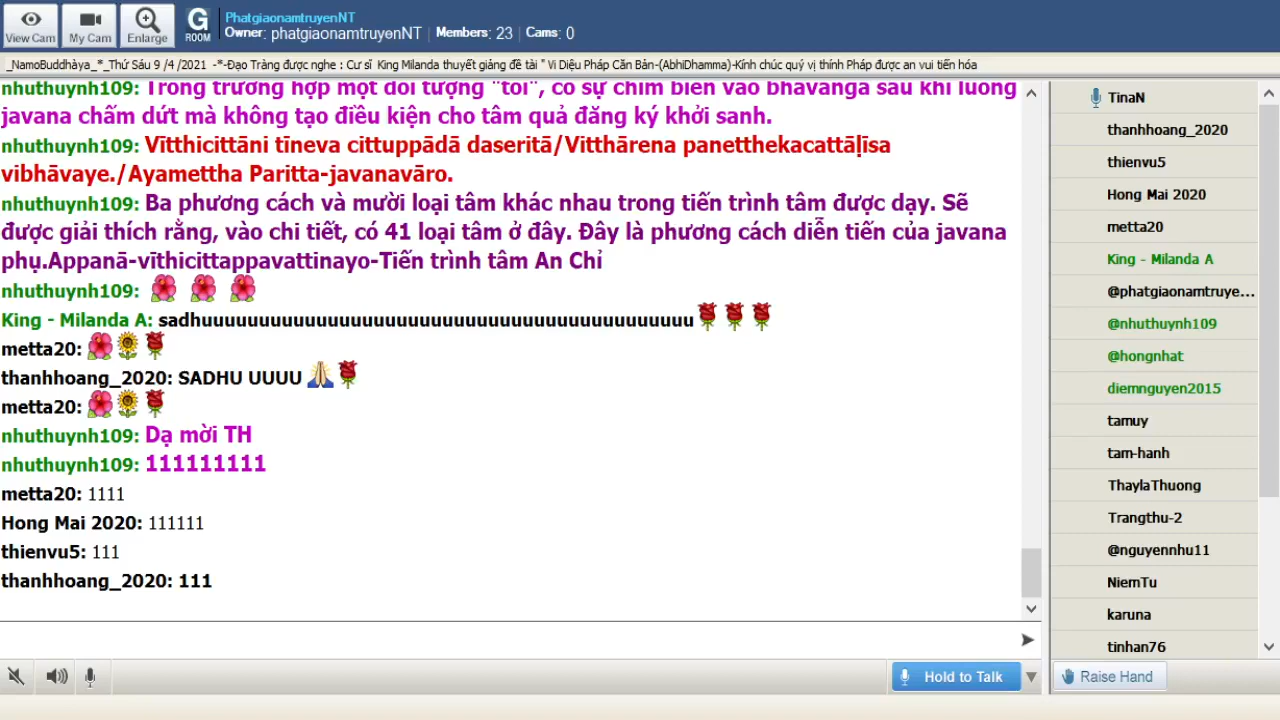 View Cam
My Cam
Enlarge
G
ROOM
PhatgiaonamtruyenNT
Owner: phatgiaonamtruyenNT | Members: 23 | Cams: 0
_NamoBuddhàya_*_Thứ Sáu 9 /4 /2021 -*-Đạo Tràng được nghe : Cư sĩ King Milanda thuyết giảng đề tài " Vi Diệu Pháp Căn Bản-(AbhiDhamma)-Kính chúc quý vị thính Pháp được an vui tiến hóa
nhuthuynh109: Trong trường hợp một đối tượng "tối", có sự chìm biến vào bhavanga sau khi luồng
javana chấm dứt mà không tạo điều kiện cho tâm quả đăng ký khởi sanh.
nhuthuynh109: Vītthicittāni tīneva cittuppādā daseritā/Vitthārena panetthekacattāḷīsa
vibhāvaye./Ayamettha Paritta-javanavāro.
nhuthuynh109: Ba phương cách và mười loại tâm khác nhau trong tiến trình tâm được dạy. Sẽ
được giải thích rằng, vào chi tiết, có 41 loại tâm ở đây. Đây là phương cách diễn tiến của javana
phụ.Appanā-vīthicittappavattinayo-Tiến trình tâm An Chỉ
nhuthuynh109:
King - Milanda A: sadhuuuuuuuuuuuuuuuuuuuuuuuuuuuuuuuuuuuuuuuuuuu
metta20:
thanhhoang_2020: SADHU UUUU
metta20:
nhuthuynh109: Dạ mời TH
nhuthuynh109: 111111111
metta20: 1111
Hong Mai 2020: 111111
thienvu5: 111
thanhhoang_2020: 111
Hold to Talk
TinaN
thanhhoang_2020
thienvu5
Hong Mai 2020
metta20
King - Milanda A
@phatgiaonamtruye...
@nhuthuynh109
@hongnhat
diemnguyen2015
tamuy
tam-hanh
ThaylaThuong
Trangthu-2
@nguyennhu11
NiemTu
karuna
tinhan76
Raise Hand